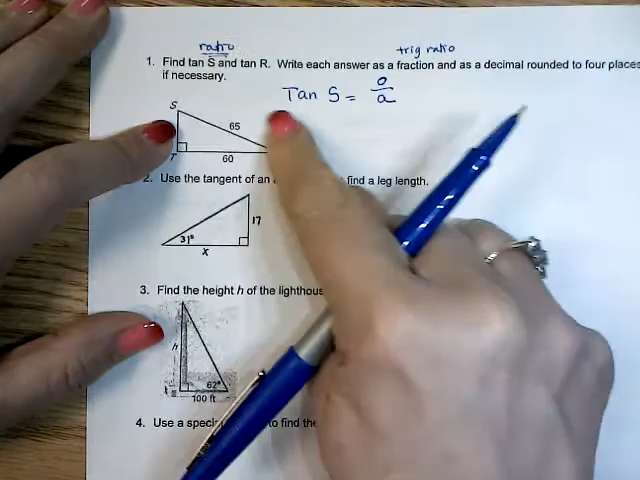 ratio
trig ratio
1. Find tan S and tan R. Write each answer as a fraction and as a decimal rounded to four places
if necessary.
Tan S = o/a
S
65
T
60
2. Use the tangent of an find a leg length.
17
31°
x
3. Find the height h of the
h
62°
100 ft
4. Use a to find the